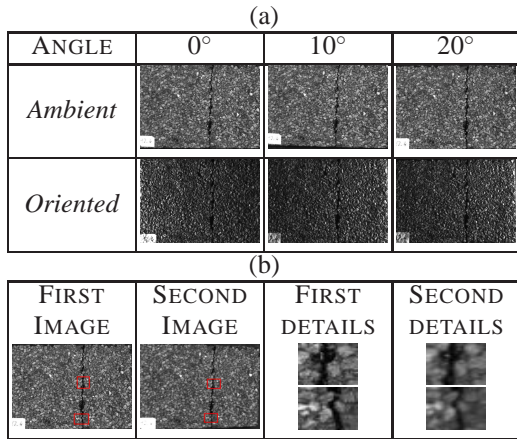 (a)
ANGLE 0° 10° 20°
Ambient
Oriented
(b)
FIRST IMAGE SECOND IMAGE FIRST DETAILS SECOND DETAILS